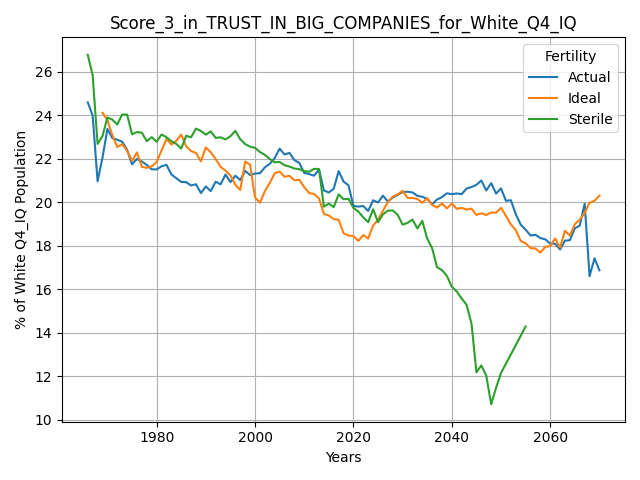 Score_3_in_TRUST_IN_BIG_COMPANIES_for_White_Q4_IQ
Fertility
Actual
Ideal
Sterile
% of White Q4_IQ Population
26
24
22
20
18
16
14
12
10
1980
2000
2020
2040
2060
Years